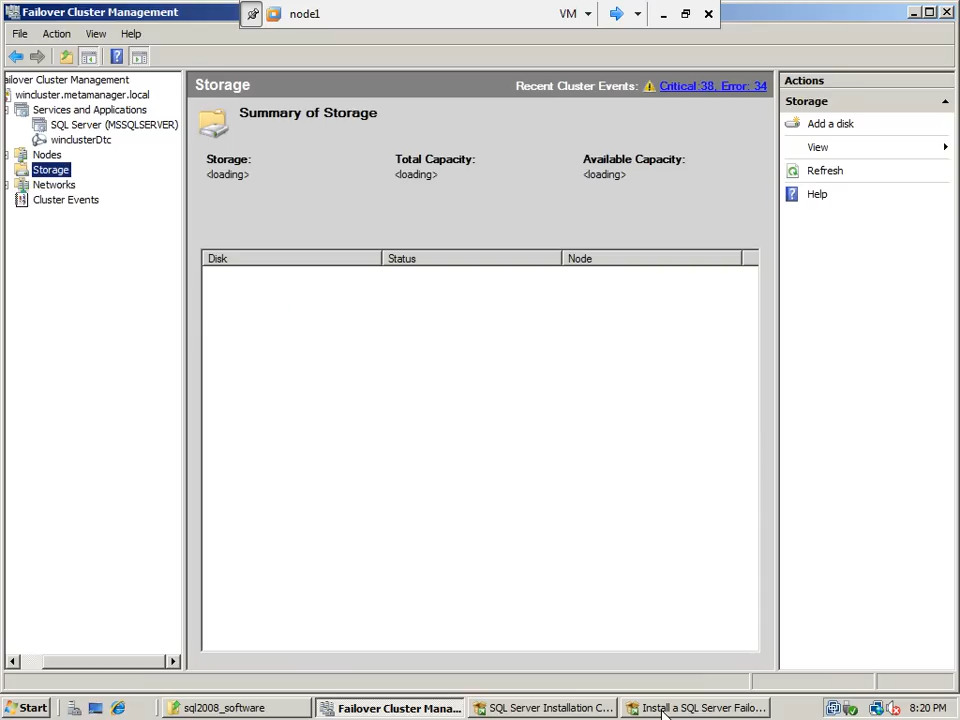 Failover Cluster Management
node1
VM
File Action View Help
ailover Cluster Management
wincluster.metamanager.local
Services and Applications
SQL Server (MSSQLSERVER)
winclusterDtc
Nodes
Storage
Networks
Cluster Events
Storage
Recent Cluster Events: Critical:38, Error: 34
Summary of Storage
Storage: Total Capacity: Available Capacity:
<loading> <loading> <loading>
Disk Status Node
Actions
Storage
Add a disk
View
Refresh
Help
Start
sql2008_software
Failover Cluster Mana...
SQL Server Installation C...
Install a SQL Server Failo...
8:20 PM